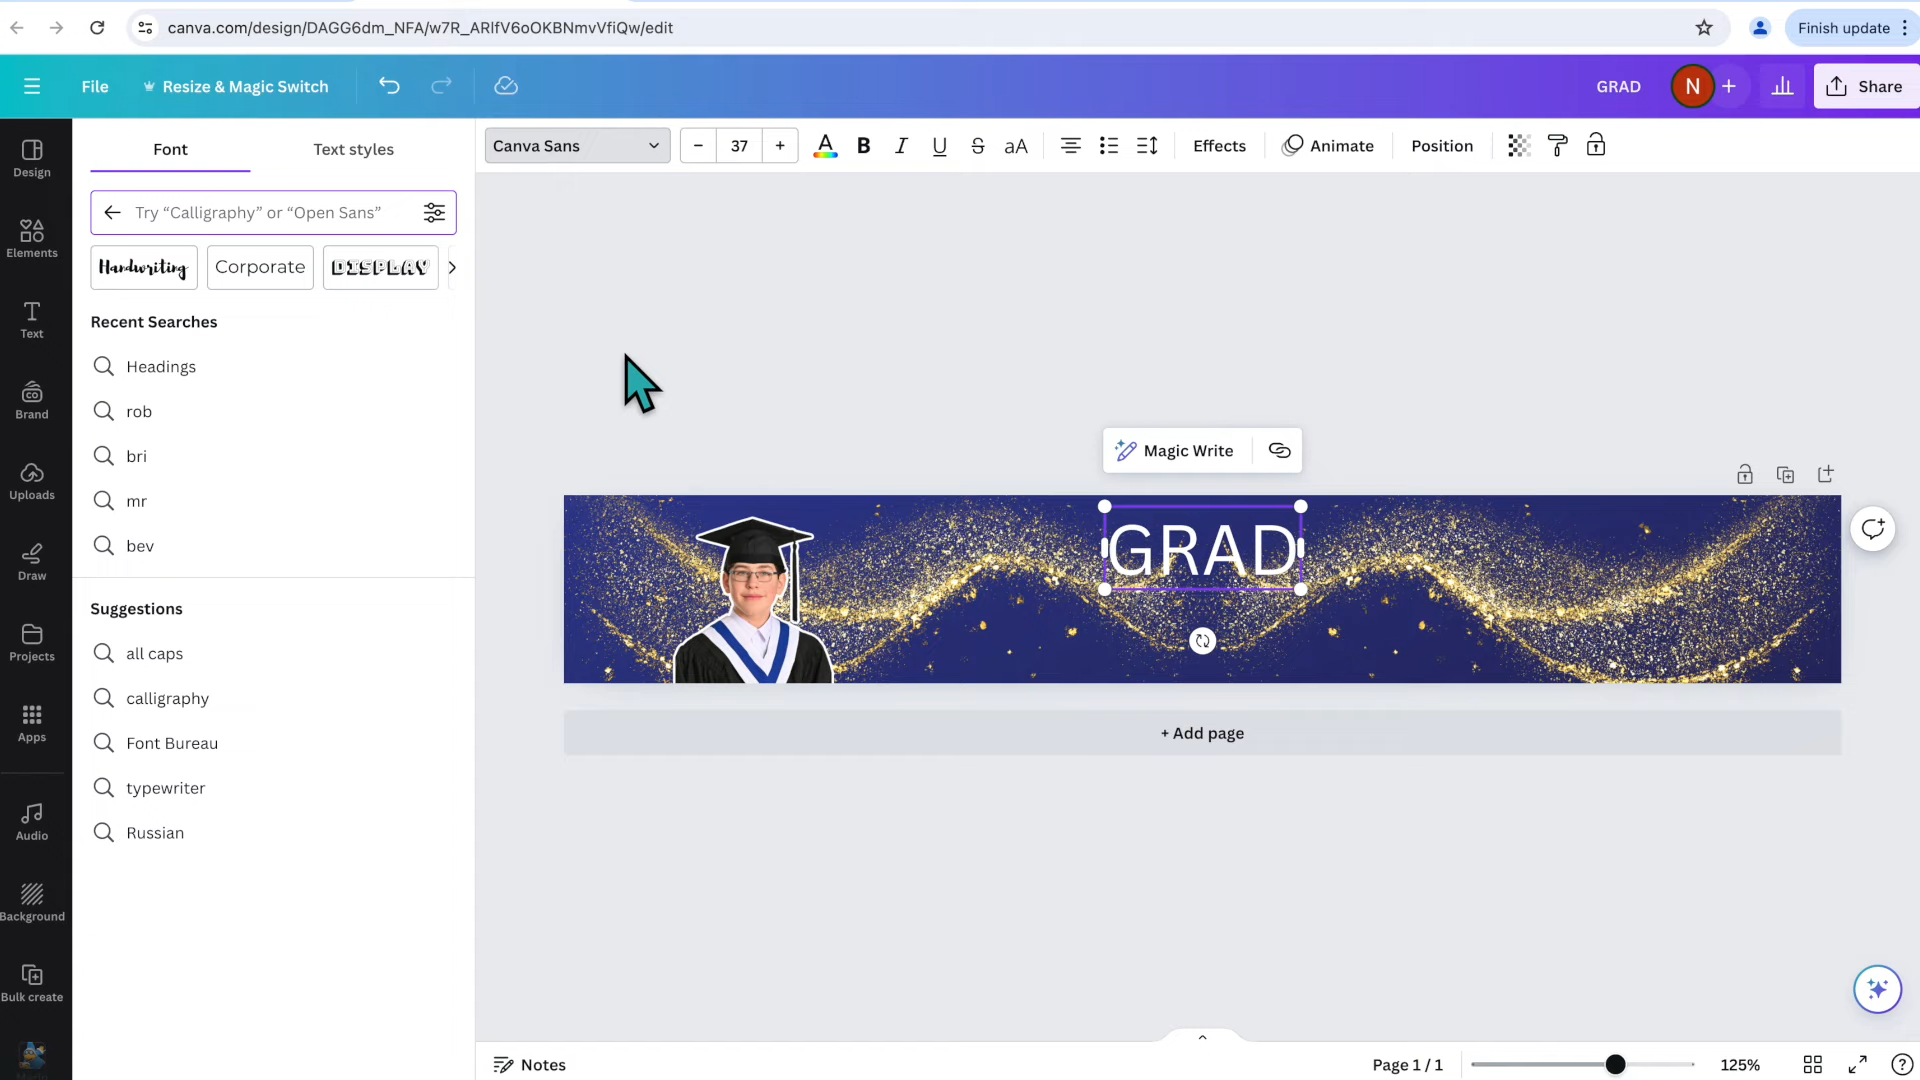 canva.com/design/DAGG6dm_NFA/w7R_ARlfV6oOKBNmvVfiQw/edit
Finish update
File
Resize & Magic Switch
GRAD
N
Share
Design
Elements
Text
Brand
Uploads
Draw
Projects
Apps
Audio
Background
Bulk create
Font
Text styles
Try “Calligraphy” or “Open Sans”
Handwriting
Corporate
DISPLAY
Recent Searches
Headings
rob
bri
mr
bev
Suggestions
all caps
calligraphy
Font Bureau
typewriter
Russian
Canva Sans
37
A
B
I
U
S
aA
Effects
Animate
Position
Magic Write
GRAD
+ Add page
Notes
Page 1 / 1
125%